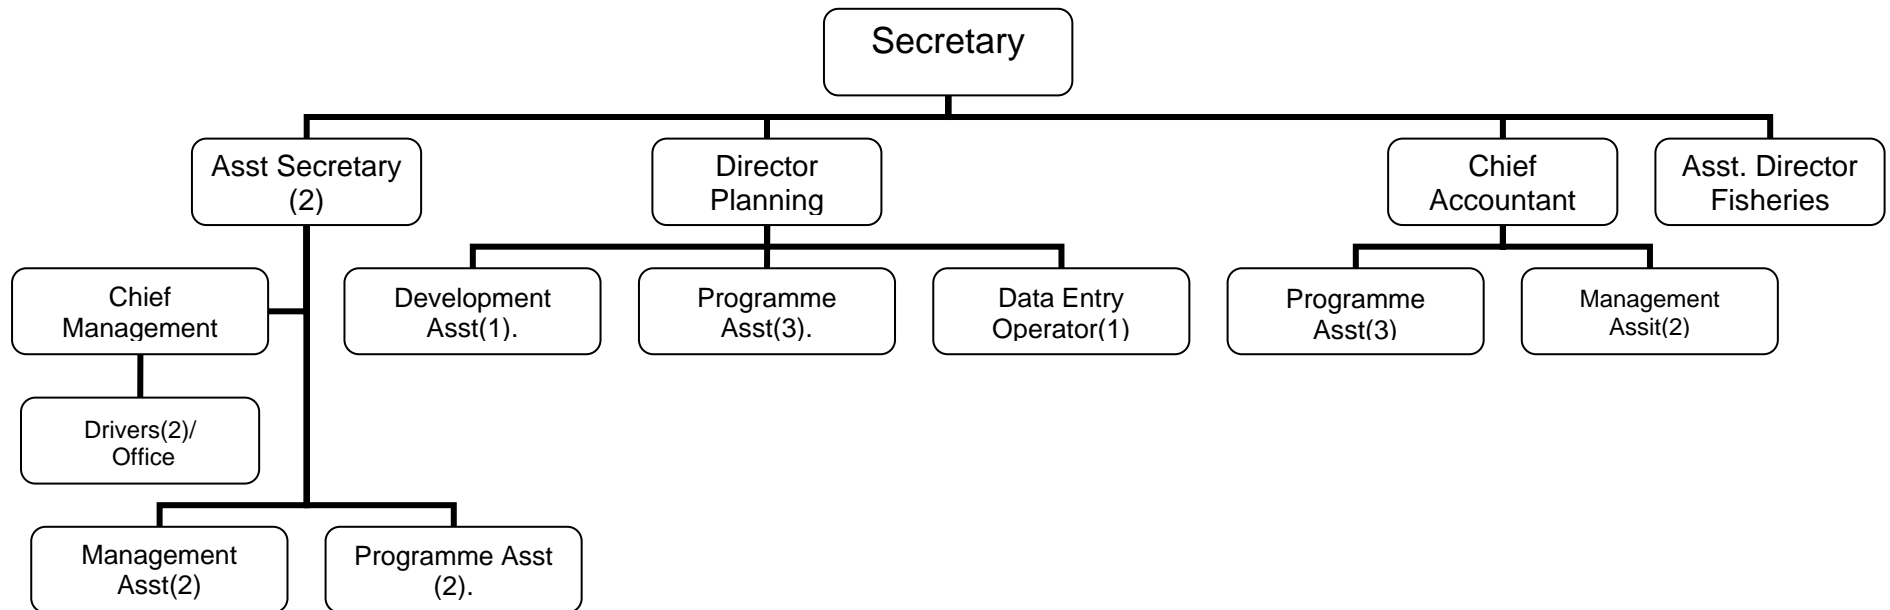 Secretary
Asst Secretary
(2)
Director
Planning
Chief
Accountant
Asst. Director
Fisheries
Chief
Management
Development
Asst(1).
Programme
Asst(3).
Data Entry
Operator(1)
Programme
Asst(3)
Management
Assit(2)
Drivers(2)/
Office
Management
Asst(2)
Programme Asst
(2).